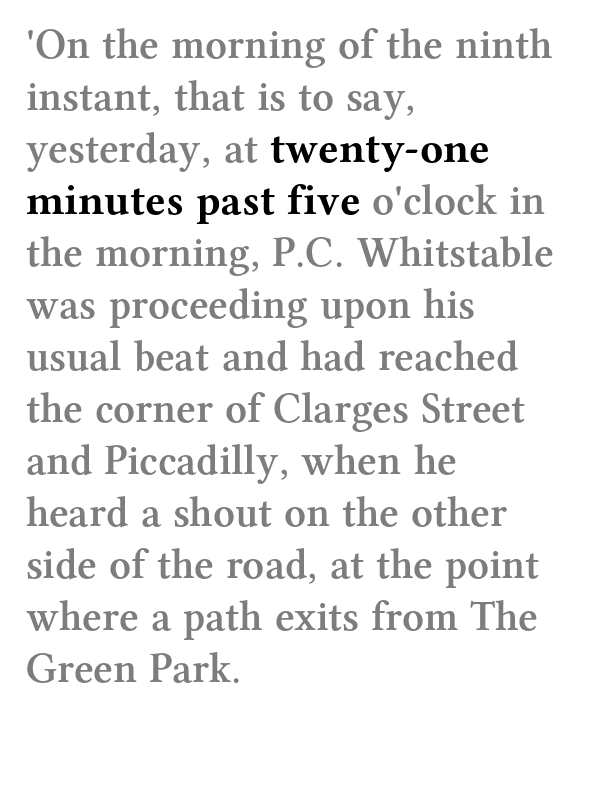 'On the morning of the ninth
instant, that is to say,
yesterday, at twenty-one
minutes past five o'clock in
the morning, P.C. Whitstable
was proceeding upon his
usual beat and had reached
the corner of Clarges Street
and Piccadilly, when he
heard a shout on the other
side of the road, at the point
where a path exits from The
Green Park.